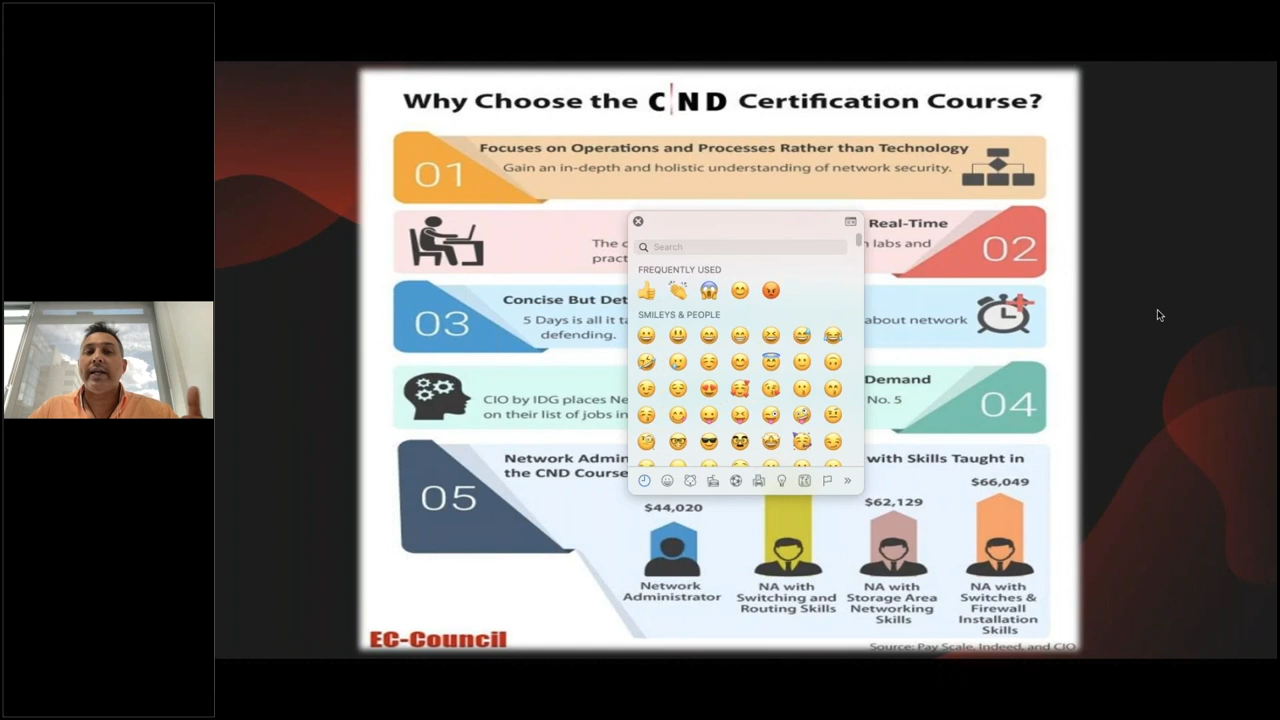 Why Choose the C|ND Certification Course?
01
Focuses on Operations and Processes Rather than Technology
Gain an in-depth and holistic understanding of network security.
Real-Time
The
labs and
pract
02
03
Concise But Det
5 Days is all it ta
about network
defending.
Demand
CIO by IDG places Ne
No. 5
on their list of jobs in
04
05
Network Admin
with Skills Taught in
the CND Course
Search
FREQUENTLY USED
SMILEYS & PEOPLE
$44,020
$62,129
$66,049
Network
Administrator
NA with
Switching and
Routing Skills
NA with
Storage Area
Networking
Skills
NA with
Switches &
Firewall
Installation
Skills
EC-Council
Source: Pay Scale, Indeed, and CIO